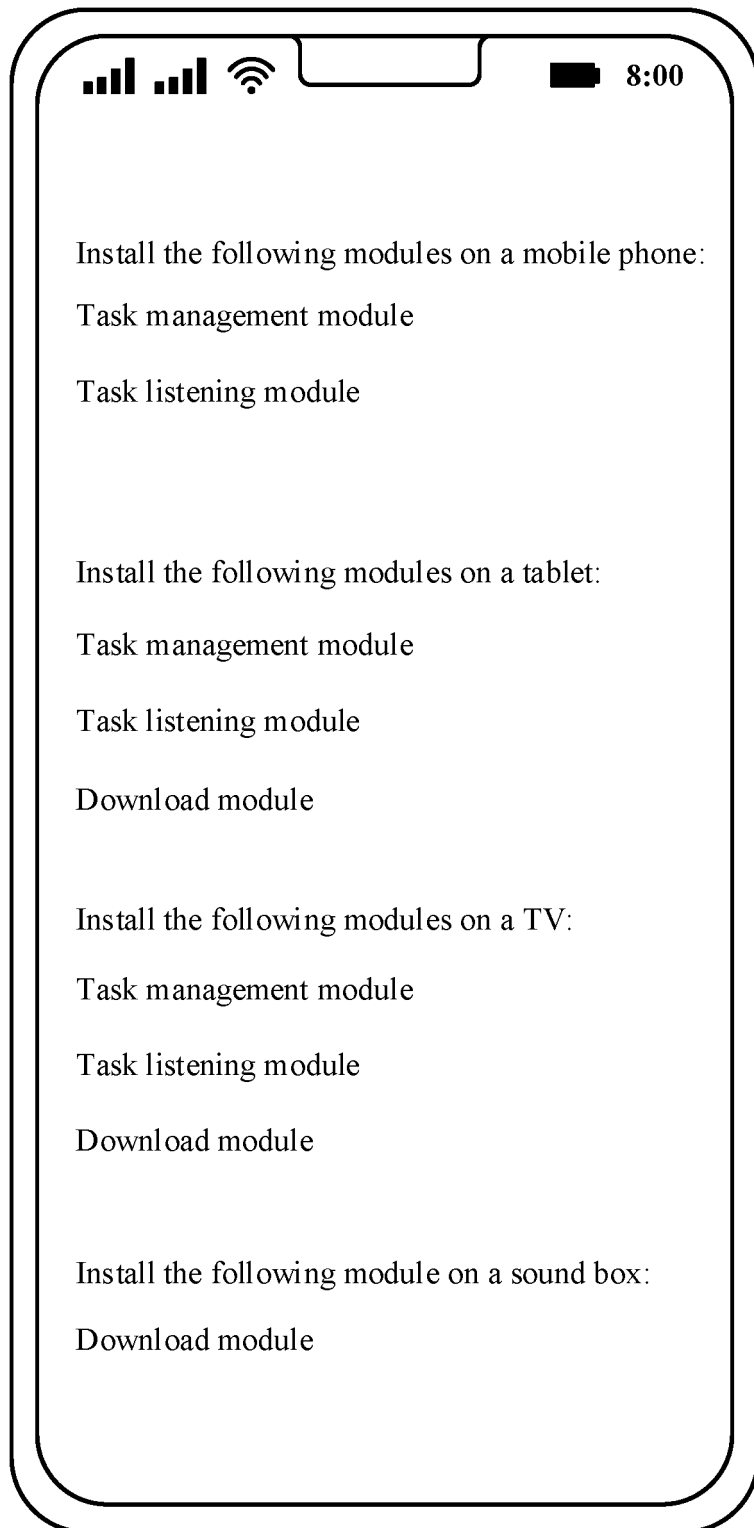 8:00
Install the following modules on a mobile phone:
Task management module
Task listening module
Install the following modules on a tablet:
Task management module
Task listening module
Download module
Install the following modules on a TV:
Task management module
Task listening module
Download module
Install the following module on a sound box:
Download module